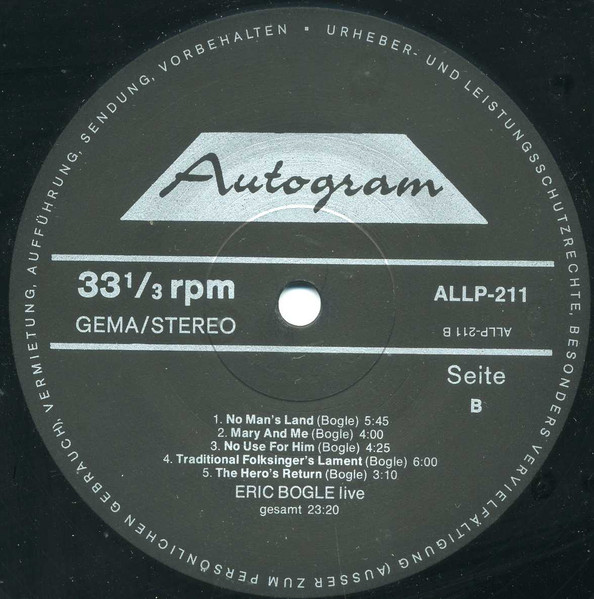 URHEBER- UND LEISTUNGSSCHUTZRECHTE, BESONDERS VERVIELFÄLTIGUNG (AUSSER ZUM PERSÖNLICHEN GEBRAUCH), VERMIETUNG, AUFFÜHRUNG, SENDUNG, VORBEHALTEN •
Autogram
33 1/3 rpm
ALLP-211
GEMA/STEREO
ALLP-211 B
Seite
B
1. No Man's Land (Bogle) 5:45
2. Mary And Me (Bogle) 4:00
3. No Use For Him (Bogle) 4:25
4. Traditional Folksinger's Lament (Bogle) 6:00
5. The Hero's Return (Bogle) 3:10
ERIC BOGLE live
gesamt 23:20